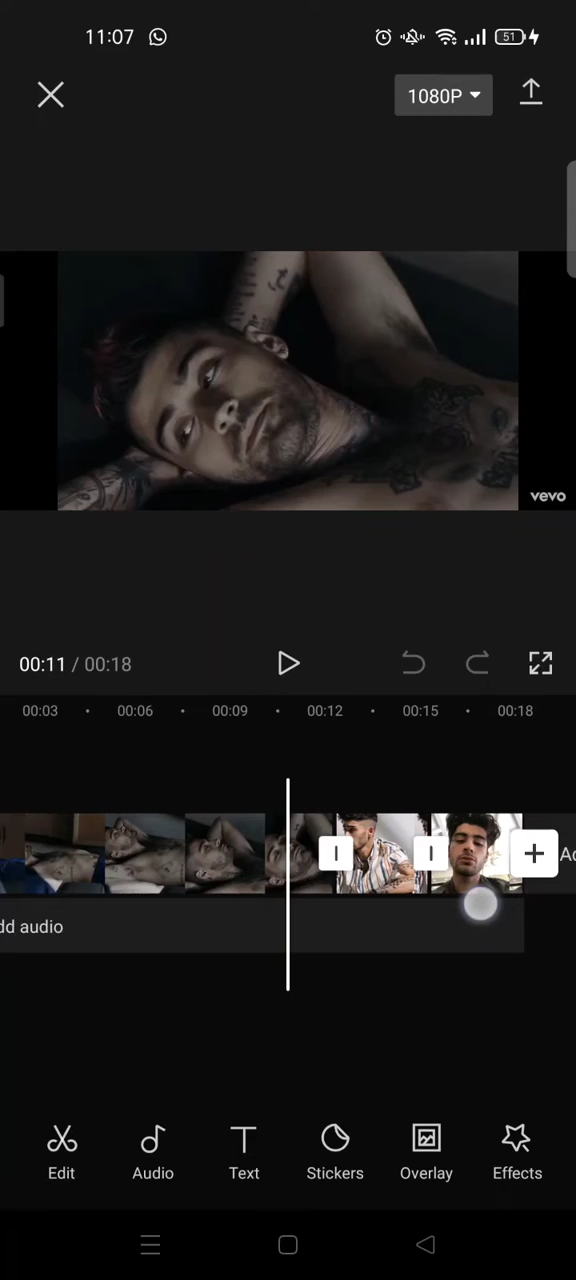 11:07
51
1080P
vevo
00:11 / 00:18
00:03 00:06 00:09 00:12 00:15 00:18
dd audio
Edit Audio Text Stickers Overlay Effects